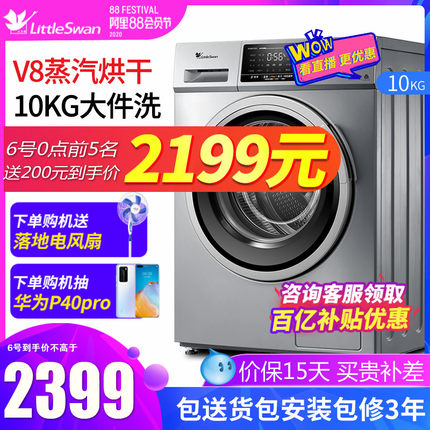 LittleSwan
88 FESTIVAL
阿里88会员节
2020
V8蒸汽烘干
10KG大件洗
LittleSwan
0:56
WOW
看直播 更优惠
10KG
6号0点前5名
送200元到手价
2199元
下单购机送
落地电风扇
下单购机抽
华为P40pro
咨询客服领取
百亿补贴优惠
6号到手价不高于
2399
价保15天 买贵补差
包送货包安装包修3年